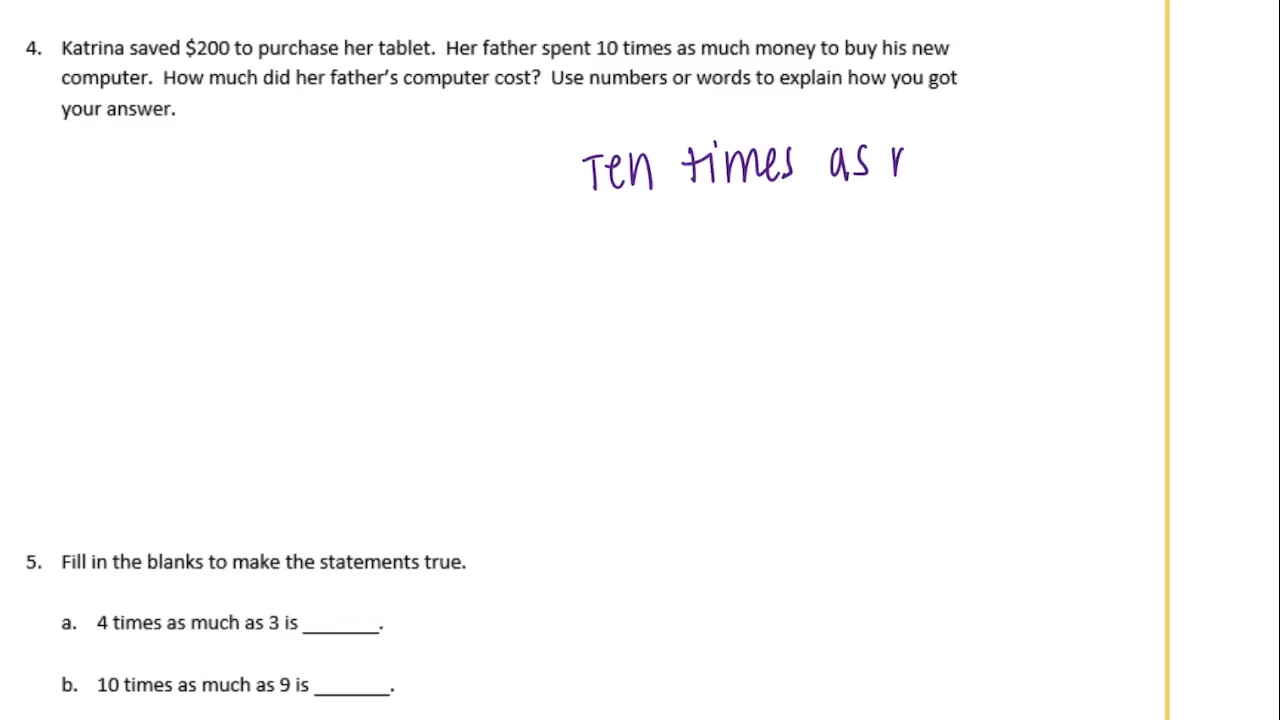 4. Katrina saved $200 to purchase her tablet. Her father spent 10 times as much money to buy his new
computer. How much did her father's computer cost? Use numbers or words to explain how you got
your answer.
Ten times as
5. Fill in the blanks to make the statements true.
a. 4 times as much as 3 is _______.
b. 10 times as much as 9 is _______.